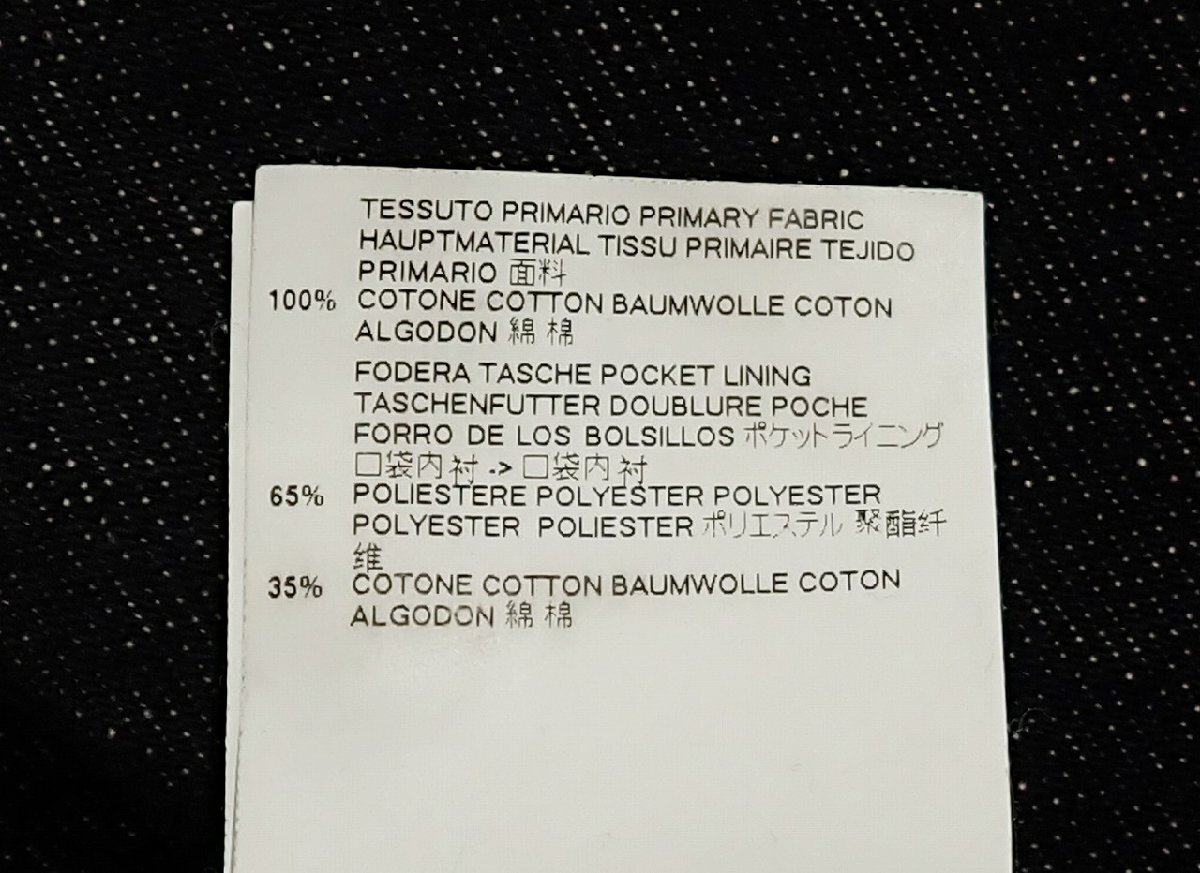 TESSUTO PRIMARIO PRIMARY FABRIC
HAUPTMATERIAL TISSU PRIMAIRE TEJIDO
PRIMARIO 面料
100% COTONE COTTON BAUMWOLLE COTON
ALGODON 綿 棉
FODERA TASCHE POCKET LINING
TASCHENFUTTER DOUBLURE POCHE
FORRO DE LOS BOLSILLOS ポケットライニング
口袋内衬 -> 口袋内衬
65% POLIESTERE POLYESTER POLYESTER
POLYESTER POLIESTER ポリエステル 聚酯纤
维
35% COTONE COTTON BAUMWOLLE COTON
ALGODON 綿 棉